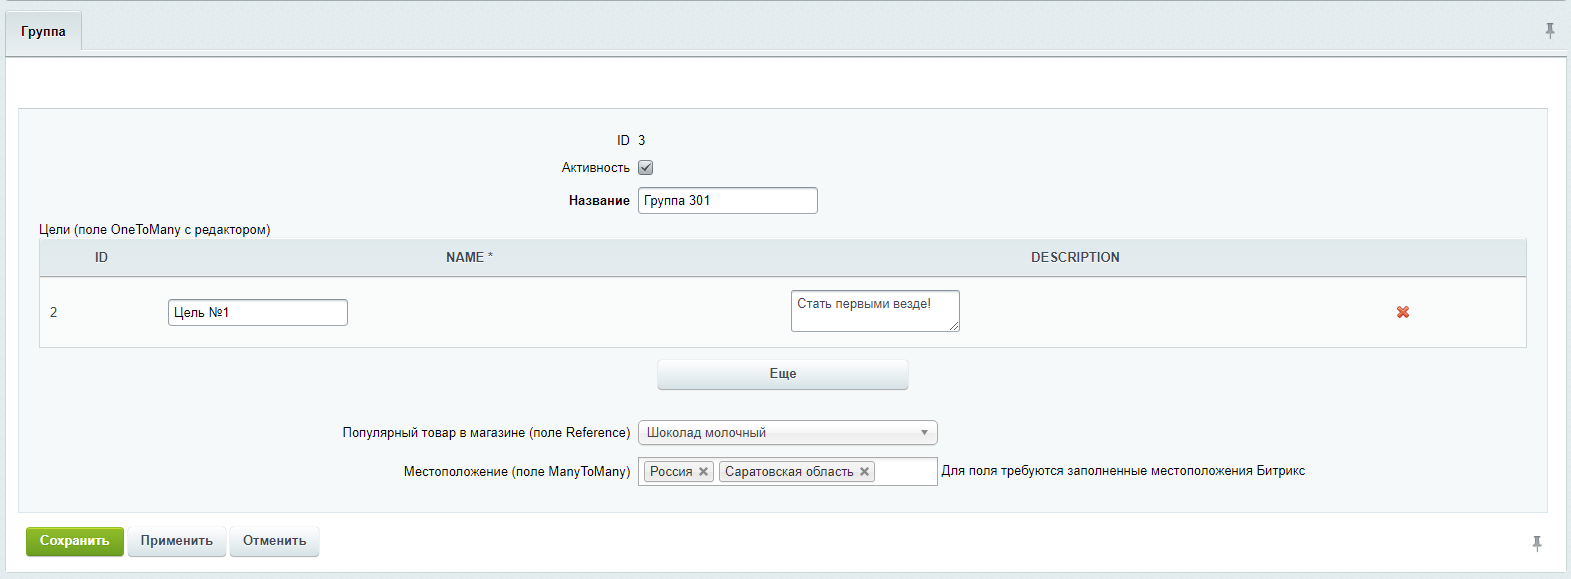 Группа
ID 3
Активность
Название Группа 301
Цели (поле OneToMany с редактором)
ID NAME * DESCRIPTION
2 Цель №1 Стать первыми везде!
Еще
Популярный товар в магазине (поле Reference) Шоколад молочный
Местоположение (поле ManyToMany) Россия Саратовская область Для поля требуются заполненные местоположения Битрикс
Сохранить Применить Отменить